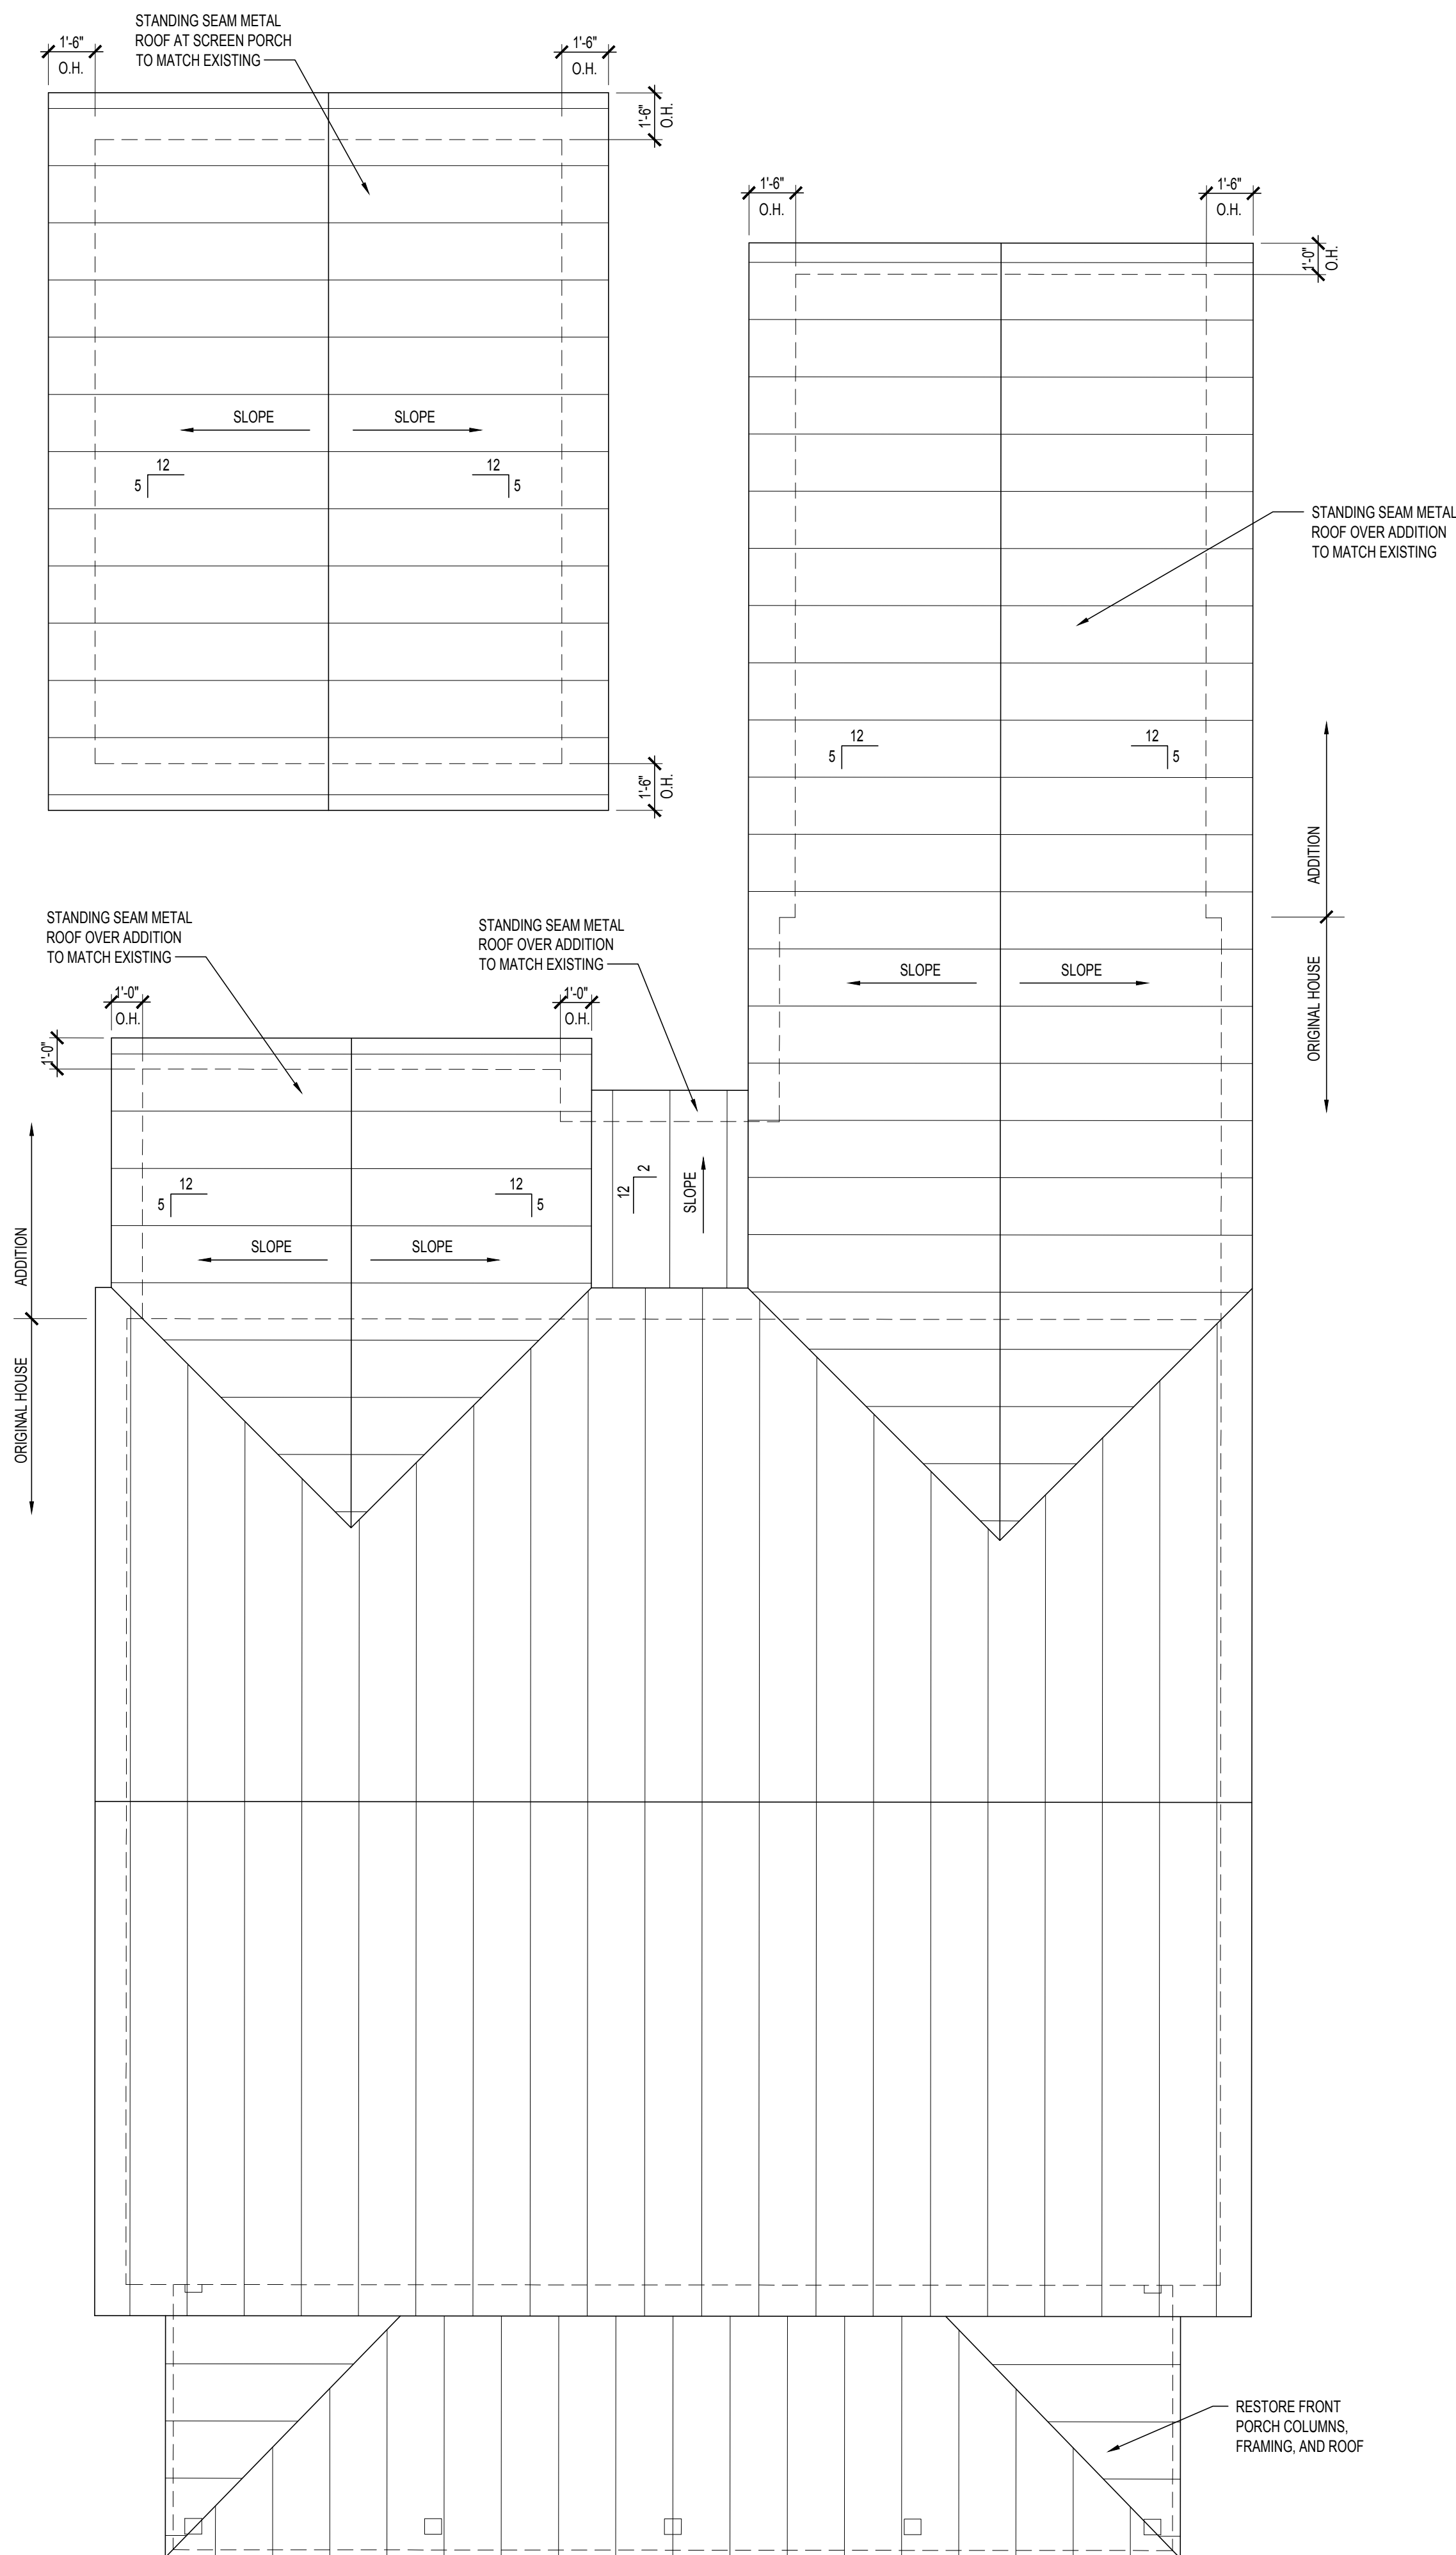 STANDING SEAM METAL
ROOF AT SCREEN PORCH
TO MATCH EXISTING
1'-6"
O.H.
1'-6"
O.H.
1'-6"
O.H.
SLOPE
SLOPE
12
5
12
5
1'-6"
O.H.
1'-6"
O.H.
1'-6"
O.H.
1'-0"
O.H.
STANDING SEAM METAL
ROOF OVER ADDITION
TO MATCH EXISTING
12
5
12
5
ADDITION
ORIGINAL HOUSE
SLOPE
SLOPE
STANDING SEAM METAL
ROOF OVER ADDITION
TO MATCH EXISTING
STANDING SEAM METAL
ROOF OVER ADDITION
TO MATCH EXISTING
1'-0"
O.H.
1'-0"
O.H.
1'-0"
12
5
12
5
12
2
SLOPE
SLOPE
SLOPE
ADDITION
ORIGINAL HOUSE
RESTORE FRONT
PORCH COLUMNS,
FRAMING, AND ROOF